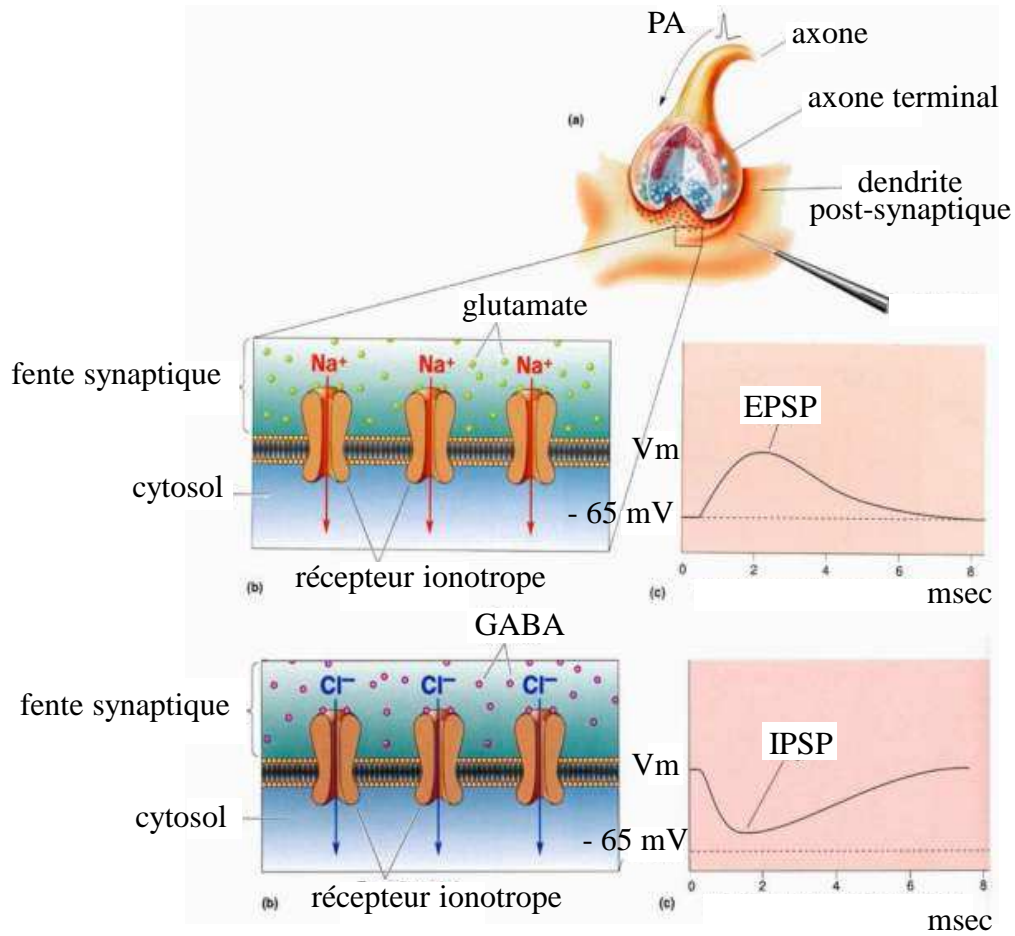 PA
axone
axone terminal
(a)
dendrite
post-synaptique
glutamate
fente synaptique
Na+ Na+ Na+
EPSP
Vm
cytosol
- 65 mV
récepteur ionotrope
(b)
(c)
0 2 4 6 8
msec
GABA
fente synaptique
Cl− Cl− Cl−
IPSP
Vm
cytosol
- 65 mV
récepteur ionotrope
(b)
(c)
0 2 4 6 8
msec